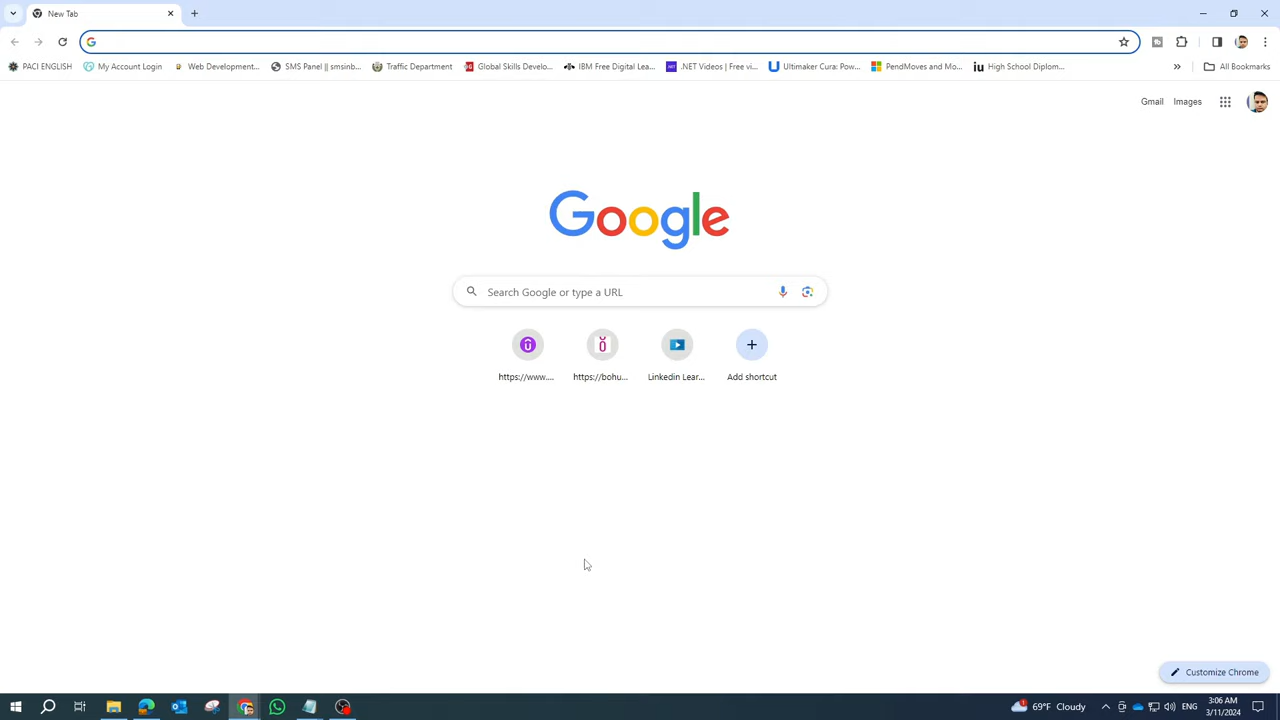 New Tab
PACI ENGLISH
My Account Login
Web Development...
SMS Panel || smsinb...
Traffic Department
Global Skills Develo...
IBM Free Digital Lea...
.NET Videos | Free vi...
Ultimaker Cura: Pow...
PendMoves and Mo...
iu High School Diplom...
All Bookmarks
Gmail Images
Google
Search Google or type a URL
https://www....
https://bohu...
Linkedin Lear...
Add shortcut
Customize Chrome
69°F Cloudy
ENG
3:06 AM
3/11/2024